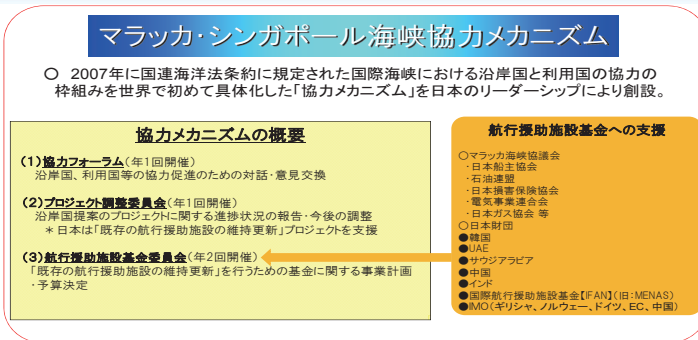 マラッカ・シンガポール海峡協力メカニズム
○ 2007年に国連海洋法条約に規定された国際海峡における沿岸国と利用国の協力の
枠組みを世界で初めて具体化した「協力メカニズム」を日本のリーダーシップにより創設。
協力メカニズムの概要
(1)協力フォーラム(年1回開催)
沿岸国、利用国等の協力促進のための対話・意見交換
(2)プロジェクト調整委員会(年1回開催)
沿岸国提案のプロジェクトに関する進捗状況の報告・今後の調整
＊日本は「既存の航行援助施設の維持更新」プロジェクトを支援
(3)航行援助施設基金委員会(年2回開催)
「既存の航行援助施設の維持更新」を行うための基金に関する事業計画
・予算決定
航行援助施設基金への支援
○マラッカ海峡協議会
・日本船主協会
・石油連盟
・日本損害保険協会
・電気事業連合会
・日本ガス協会 等
○日本財団
●韓国
●UAE
●サウジアラビア
●中国
●インド
●国際航行援助施設基金【IFAN】(旧:MENAS)
●IMO(ギリシャ、ノルウェー、ドイツ、EC、中国)